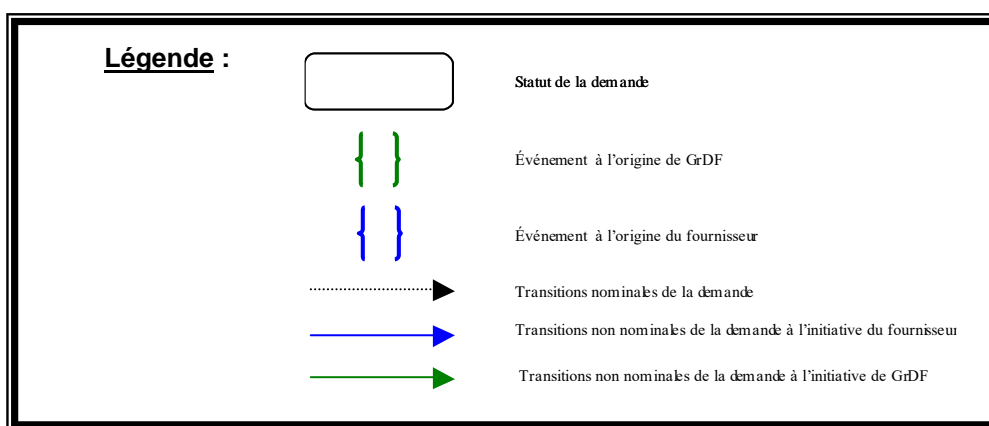 Légende :
Statut de la demande
Événement à l'origine de GrDF
Événement à l'origine du fournisseur
Transitions nominales de la demande
Transitions non nominales de la demande à l'initiative du fournisseur
Transitions non nominales de la demande à l'initiative de GrDF